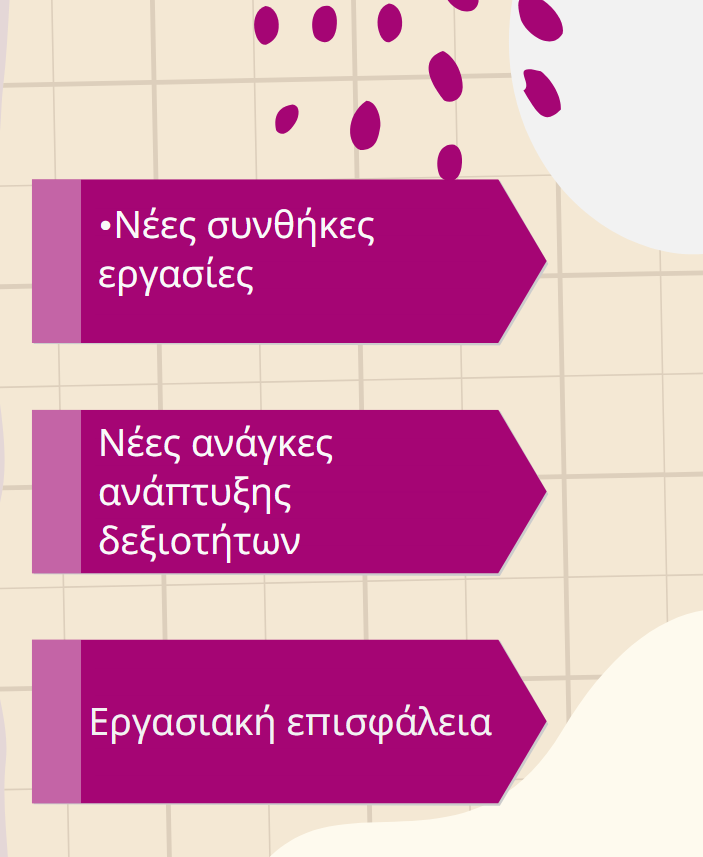 •Νέες συνθήκες
εργασίες
Νέες ανάγκες
ανάπτυξης
δεξιοτήτων
Εργασιακή επισφάλεια